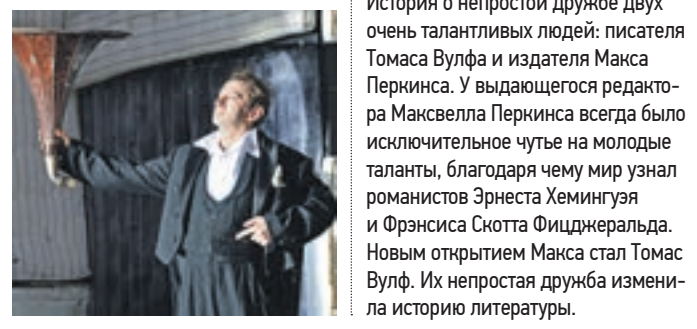 История о непростой дружбе двух
очень талантливых людей: писателя
Томаса Вулфа и издателя Макса
Перкинса. У выдающегося редакто-
ра Максвелла Перкинса всегда было
исключительное чутье на молодые
таланты, благодаря чему мир узнал
романистов Эрнеста Хемингуэя
и Фрэнсиса Скотта Фицджеральда.
Новым открытием Макса стал Томас
Вулф. Их непростая дружба измени-
ла историю литературы.